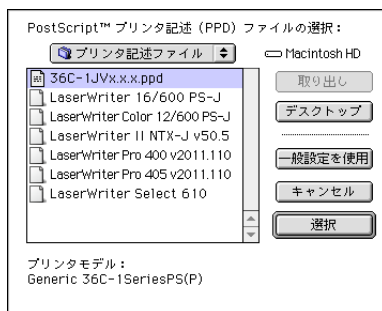 PostScript™ プリンタ記述 (PPD) ファイルの選択：
プリンタ記述ファイル
Macintosh HD
36C-1JVx.x.x.ppd
LaserWriter 16/600 PS-J
LaserWriter Color 12/600 PS-J
LaserWriter II NTX-J v50.5
LaserWriter Pro 400 v2011.110
LaserWriter Pro 405 v2011.110
LaserWriter Select 610
取り出し
デスクトップ
一般設定を使用
キャンセル
選択
プリンタモデル：
Generic 36C-1SeriesPS(P)